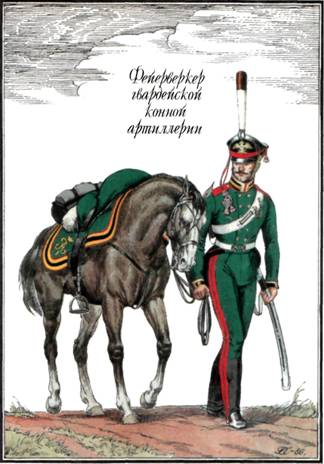 Фейерверкер
гвардейской
конной
артиллерии